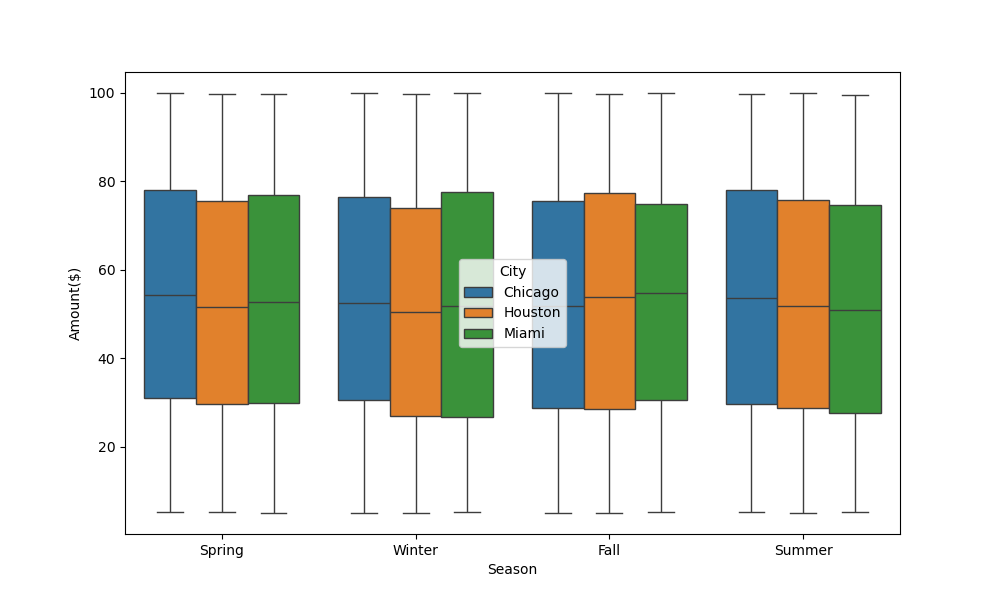 100
80
60
40
20
Amount($)
City
Chicago
Houston
Miami
Spring Winter Fall Summer
Season